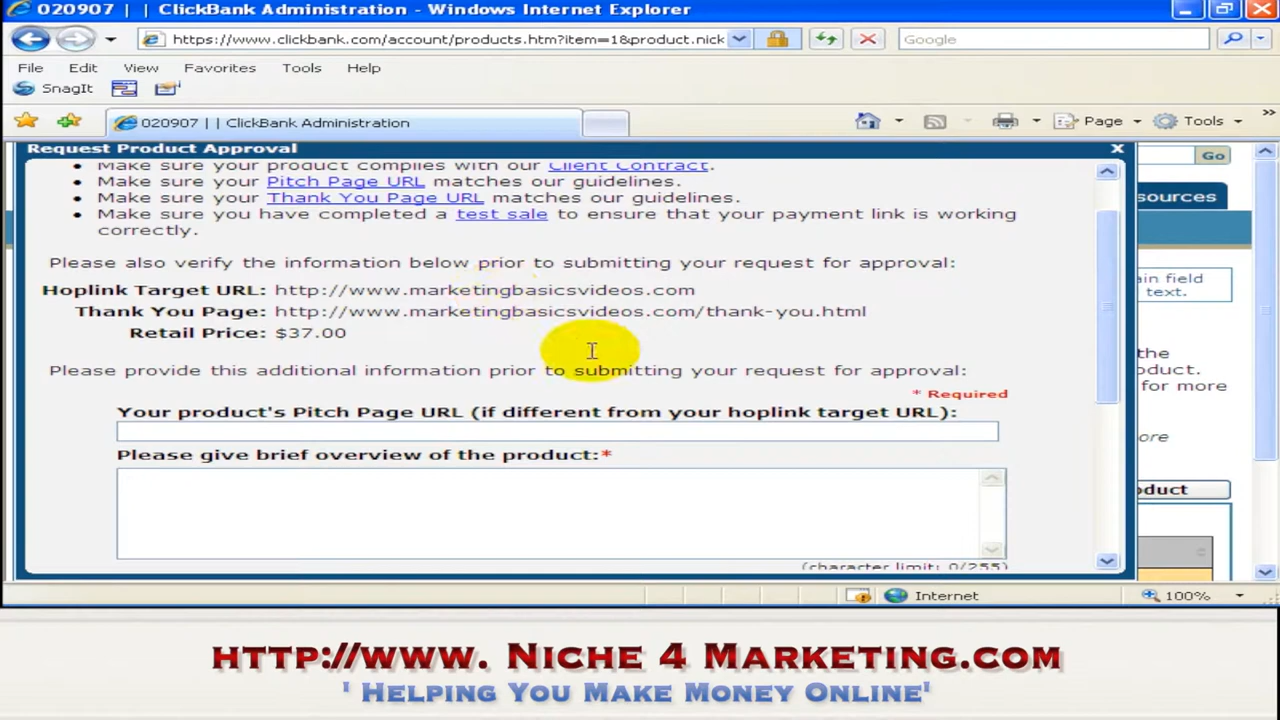 020907 | | ClickBank Administration - Windows Internet Explorer
https://www.clickbank.com/account/products.htm?item=1&product.nick
Google
File Edit View Favorites Tools Help
SnagIt
020907 | | ClickBank Administration
Page Tools
Request Product Approval X
Go
• Make sure your product complies with our Client Contract.
• Make sure your Pitch Page URL matches our guidelines.
• Make sure your Thank You Page URL matches our guidelines.
sources
• Make sure you have completed a test sale to ensure that your payment link is working
correctly.
Please also verify the information below prior to submitting your request for approval:
ain field
text.
Hoplink Target URL: http://www.marketingbasicsvideos.com
Thank You Page: http://www.marketingbasicsvideos.com/thank-you.html
Retail Price: $37.00
the
Please provide this additional information prior to submitting your request for approval:
oduct.
for more
* Required
Your product's Pitch Page URL (if different from your hoplink target URL):
ore
Please give brief overview of the product:*
duct
(character limit: 0/255)
Internet
100%
http://www. Niche 4 Marketing.com
' Helping You Make Money Online'